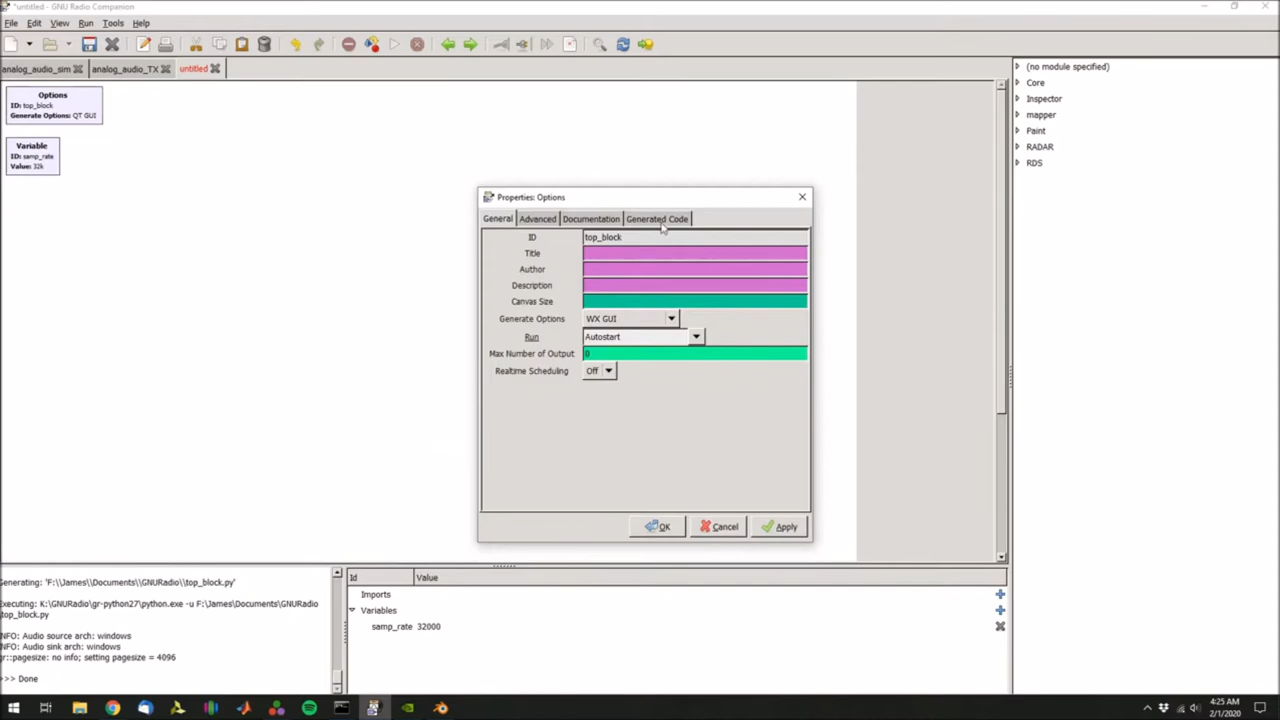 *untitled - GNU Radio Companion
File Edit View Run Tools Help
analog_audio_sim analog_audio_TX untitled
Options
ID: top_block
Generate Options: QT GUI
Variable
ID: samp_rate
Value: 32k
(no module specified)
Core
Inspector
mapper
Paint
RADAR
RDS
Properties: Options
General Advanced Documentation Generated Code
ID top_block
Title
Author
Description
Canvas Size
Generate Options WX GUI
Run Autostart
Max Number of Output 0
Realtime Scheduling Off
OK Cancel Apply
Generating: 'F:\\James\\Documents\\GNURadio\\top_block.py'
Executing: K:\GNURadio\gr-python27\python.exe -u F:\James\Documents\GNURadio
top_block.py
NFO: Audio source arch: windows
NFO: Audio sink arch: windows
gr::pagesize: no info; setting pagesize = 4096
>>> Done
Id Value
Imports
Variables
samp_rate 32000
4:25 AM
2/1/2020